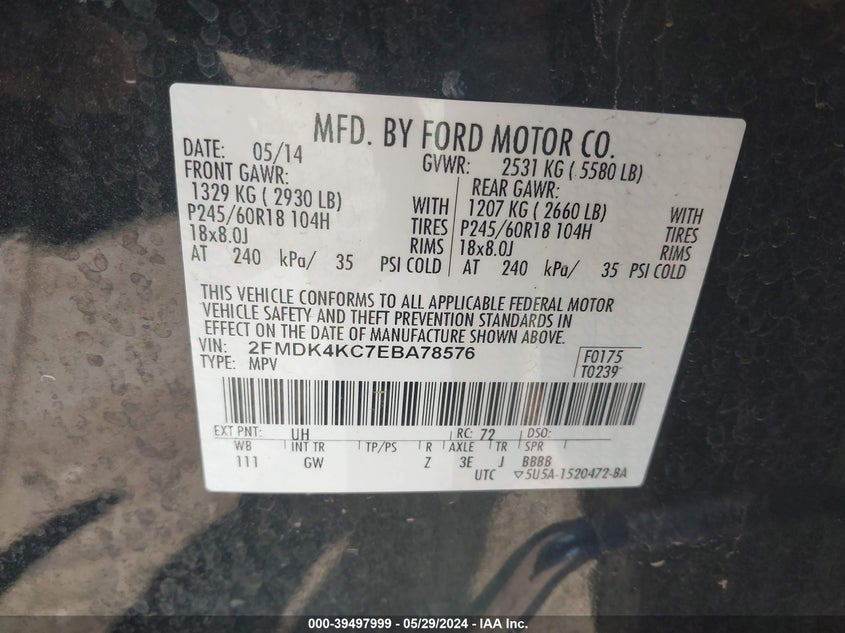 MFD. BY FORD MOTOR CO.
DATE: 05/14 GVWR: 2531 KG ( 5580 LB)
FRONT GAWR: REAR GAWR:
1329 KG ( 2930 LB) WITH 1207 KG ( 2660 LB) WITH
P245/60R18 104H TIRES P245/60R18 104H TIRES
18x8.0J RIMS 18x8.0J RIMS
AT 240 kPa/ 35 PSI COLD AT 240 kPa/ 35 PSI COLD
THIS VEHICLE CONFORMS TO ALL APPLICABLE FEDERAL MOTOR
VEHICLE SAFETY AND THEFT PREVENTION STANDARDS IN
EFFECT ON THE DATE OF MANUFACTURE SHOWN ABOVE.
VIN: 2FMDK4KC7EBA78576 F0175
TYPE: MPV T0239
EXT PNT: UH RC: 72 DSO:
WB INT TR TP/PS R AXLE TR SPR
111 GW Z 3E J BBBB
UTC ▽5U5A-1520472-BA
000-39497999 - 05/29/2024 - IAA Inc.